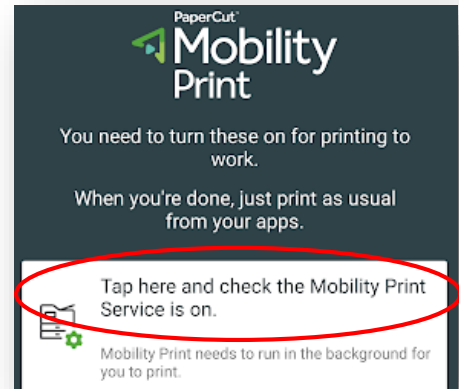 PaperCut
Mobility
Print
You need to turn these on for printing to
work.
When you're done, just print as usual
from your apps.
Tap here and check the Mobility Print
Service is on.
Mobility Print needs to run in the background for
you to print.